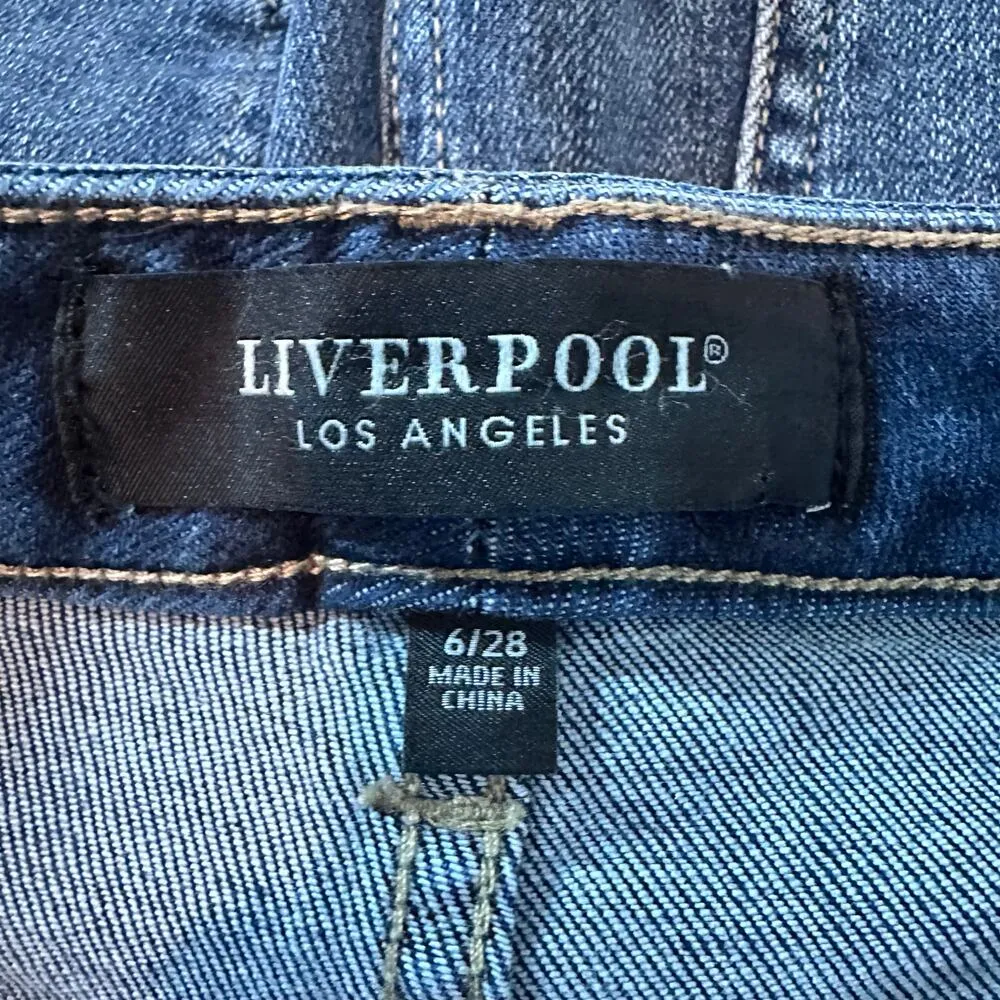 LIVERPOOL®
LOS ANGELES
6/28
MADE IN
CHINA